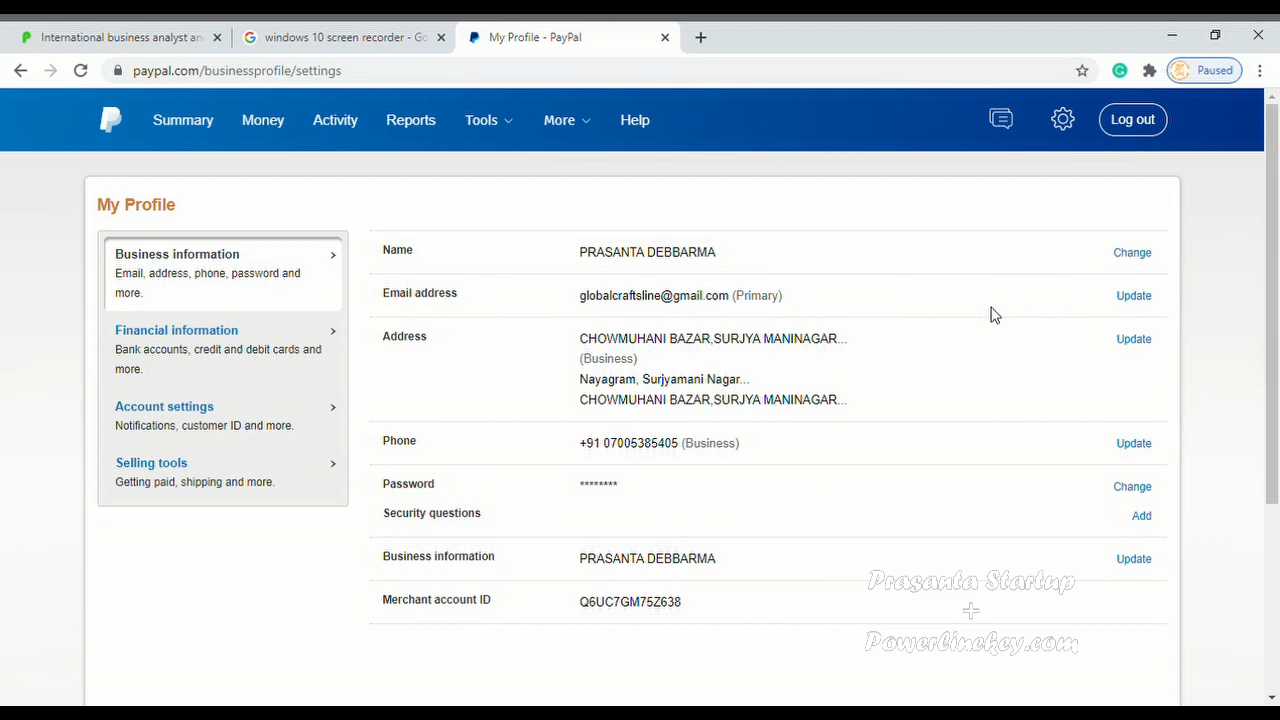 International business analyst an
windows 10 screen recorder - Go
My Profile - PayPal
paypal.com/businessprofile/settings
Paused
Summary
Money
Activity
Reports
Tools
More
Help
Log out
My Profile
Business information
Email, address, phone, password and
more.
Financial information
Bank accounts, credit and debit cards and
more.
Account settings
Notifications, customer ID and more.
Selling tools
Getting paid, shipping and more.
Name PRASANTA DEBBARMA Change
Email address globalcraftsline@gmail.com (Primary) Update
Address CHOWMUHANI BAZAR,SURJYA MANINAGAR... Update
(Business)
Nayagram, Surjyamani Nagar...
CHOWMUHANI BAZAR,SURJYA MANINAGAR...
Phone +91 07005385405 (Business) Update
Password ******** Change
Security questions Add
Business information PRASANTA DEBBARMA Update
Merchant account ID Q6UC7GM75Z638
Prasanta Startup
+
Powerlinekey.com